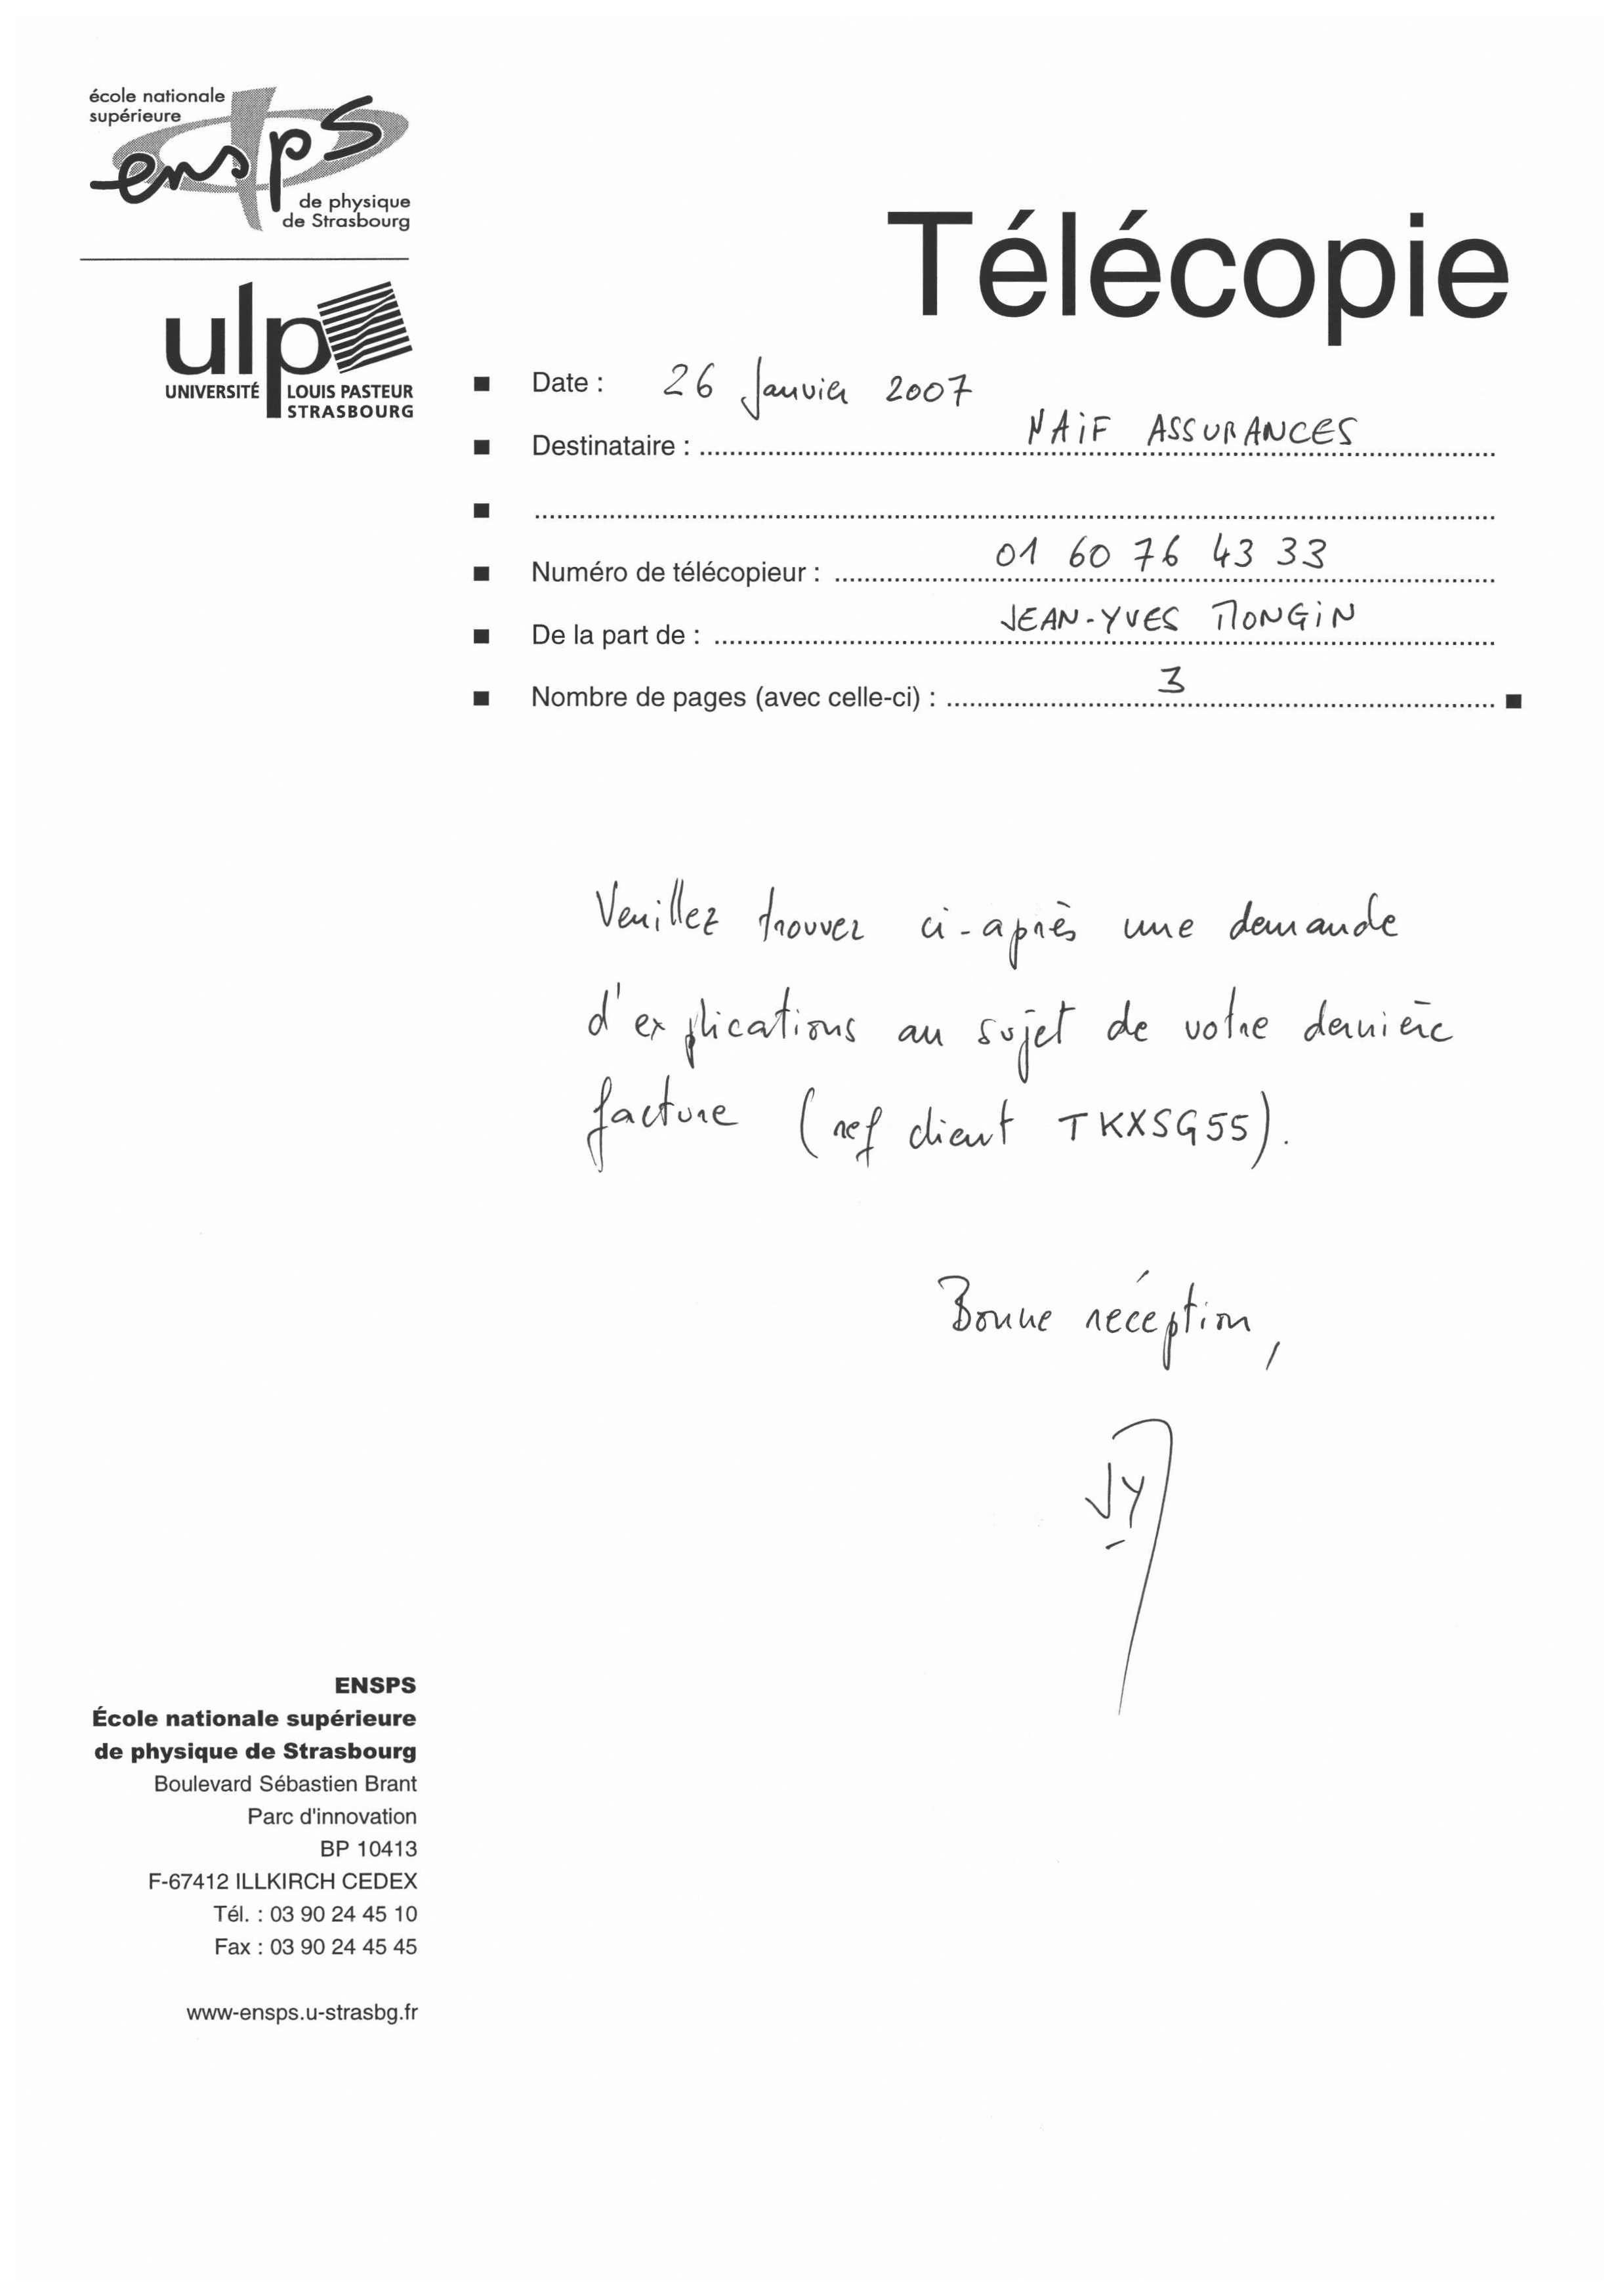 école nationale
supérieure
ensps
de physique
de Strasbourg
ulp
UNIVERSITÉ LOUIS PASTEUR
STRASBOURG
Télécopie
Date : 26 Janvier 2007
Destinataire : MAiF ASSURANCES
Numéro de télécopieur : 01 60 76 43 33
De la part de : JEAN-YVES MONGiN
Nombre de pages (avec celle-ci) : 3
Veuillez trouver ci-après une demande
d'explications au sujet de votre dernière
facture (ref client TKXSG55).
Bonne réception,
JY
ENSPS
École nationale supérieure
de physique de Strasbourg
Boulevard Sébastien Brant
Parc d'innovation
BP 10413
F-67412 ILLKIRCH CEDEX
Tél. : 03 90 24 45 10
Fax : 03 90 24 45 45
www-ensps.u-strasbg.fr